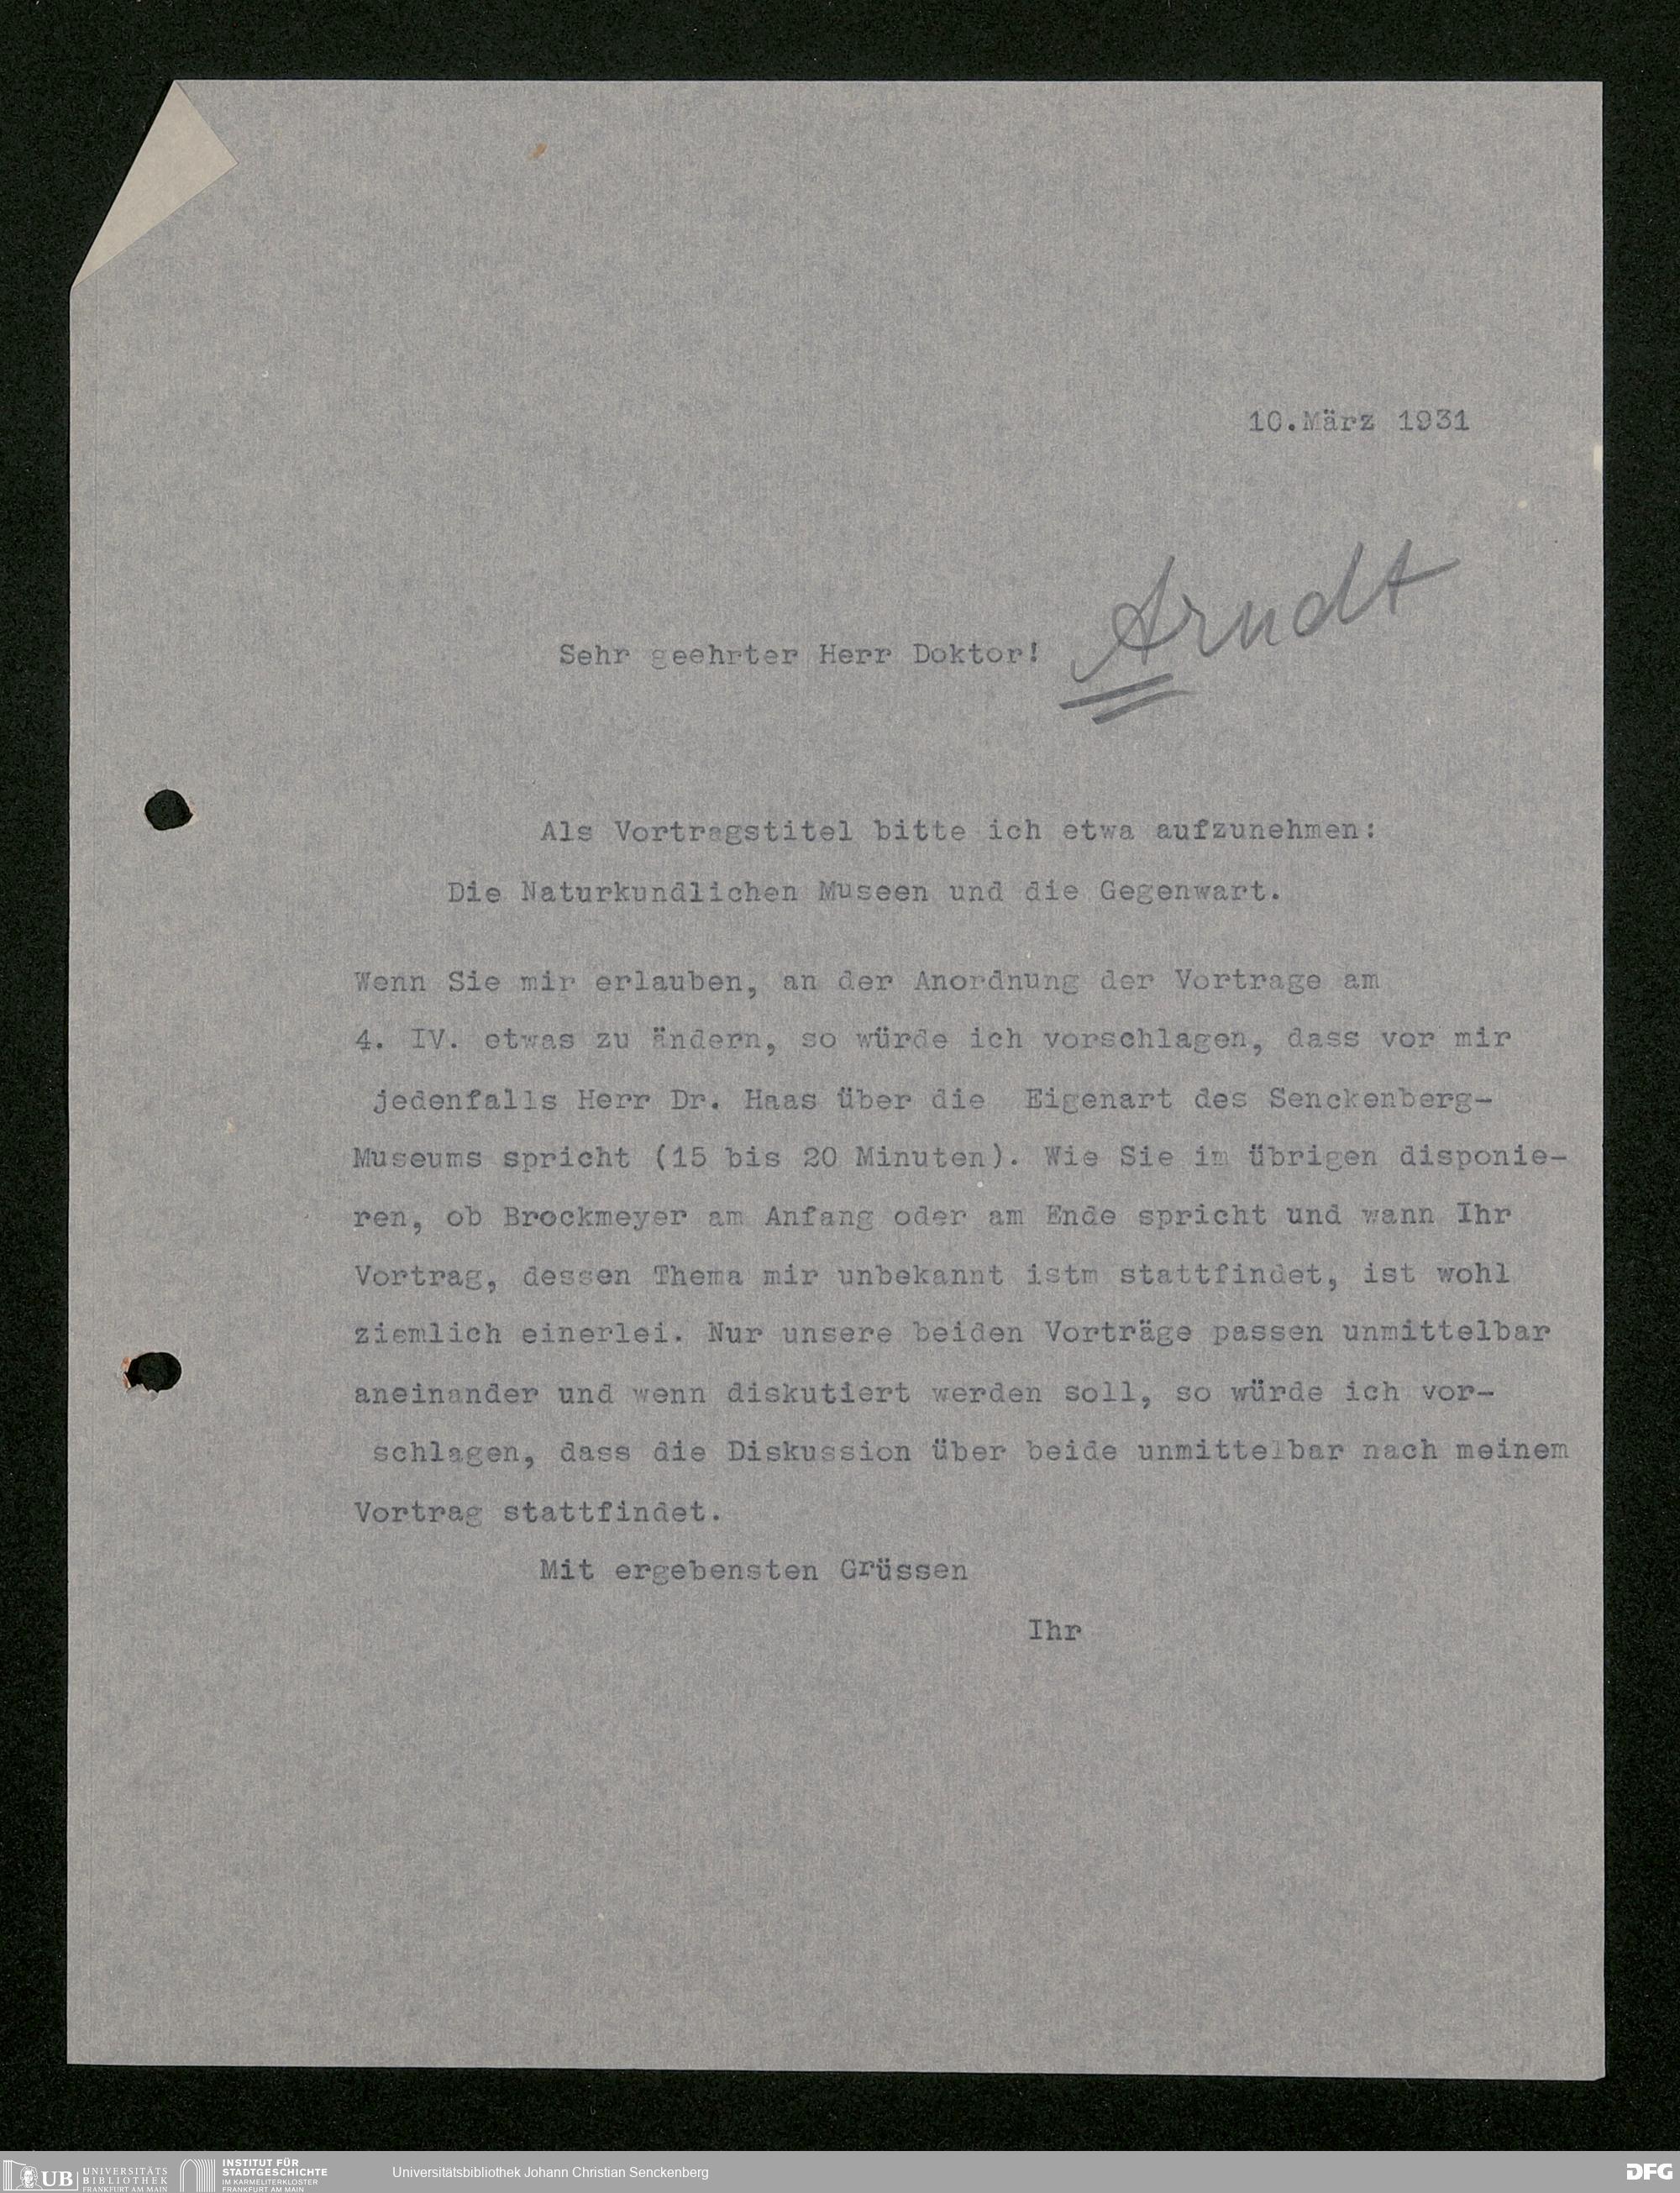 10.März 1931
Arndt
Sehr geehrter Herr Doktor!
Als Vortragstitel bitte ich etwa aufzunehmen:
Die Naturkundlichen Museen und die Gegenwart.
Wenn Sie mir erlauben, an der Anordnung der Vortrage am
4. IV. etwas zu ändern, so würde ich vorschlagen, dass vor mir
jedenfalls Herr Dr. Haas über die Eigenart des Senckenberg-
Museums spricht (15 bis 20 Minuten). Wie Sie im übrigen disponie-
ren, ob Brockmeyer am Anfang oder am Ende spricht und wann Ihr
Vortrag, dessen Thema mir unbekannt istm stattfindet, ist wohl
ziemlich einerlei. Nur unsere beiden Vorträge passen unmittelbar
aneinander und wenn diskutiert werden soll, so würde ich vor-
schlagen, dass die Diskussion über beide unmittelbar nach meinem
Vortrag stattfindet.
Mit ergebensten Grüssen
Ihr
UB
UNIVERSITÄTS
BIBLIOTHEK
FRANKFURT AM MAIN
INSTITUT FÜR
STADTGESCHICHTE
IM KARMELITERKLOSTER
FRANKFURT AM MAIN
Universitätsbibliothek Johann Christian Senckenberg
DFG